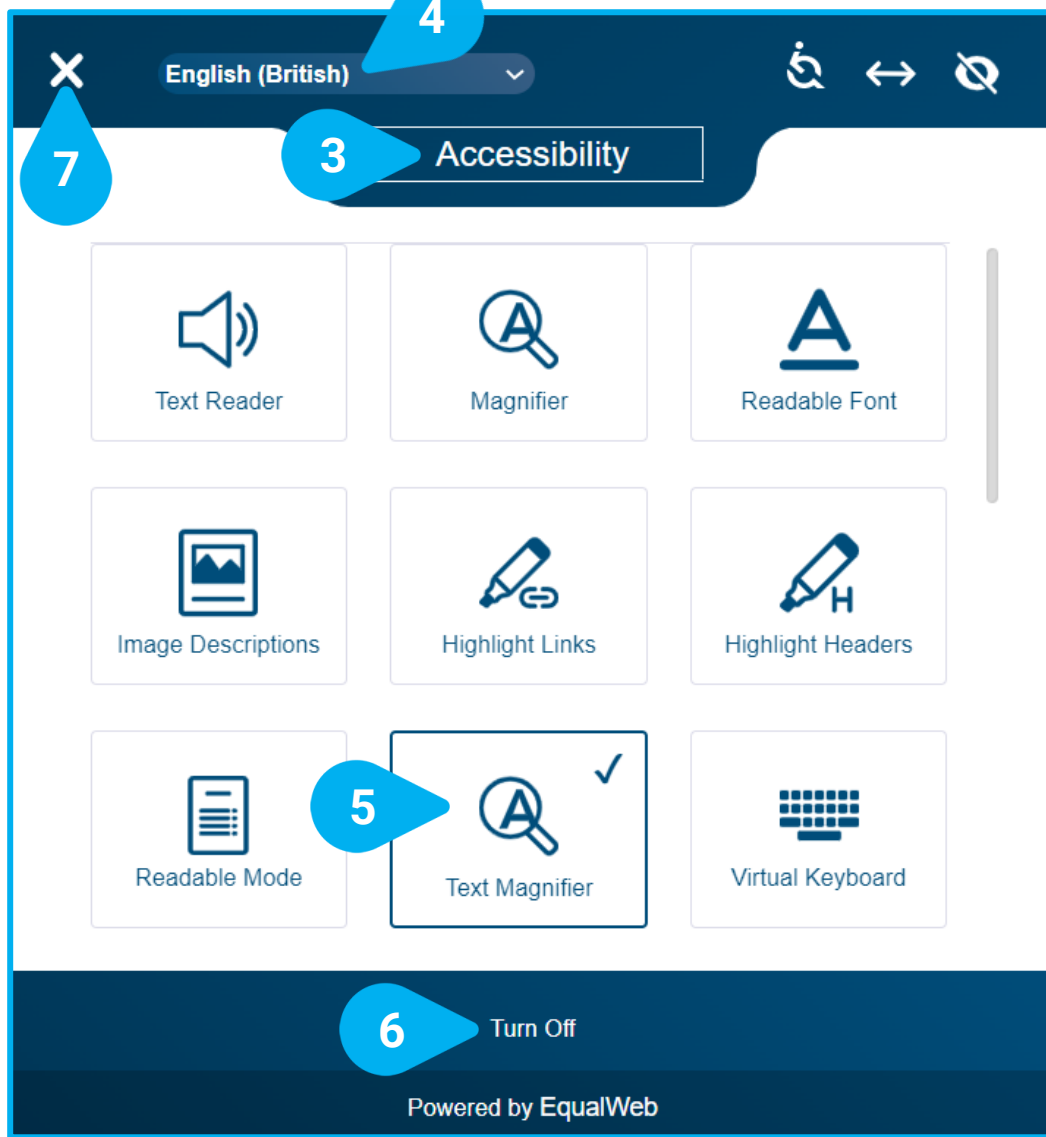 4
English (British)
3
Accessibility
7
Text Reader
Magnifier
Readable Font
Image Descriptions
Highlight Links
Highlight Headers
5
Readable Mode
Text Magnifier
Virtual Keyboard
6
Turn Off
Powered by EqualWeb